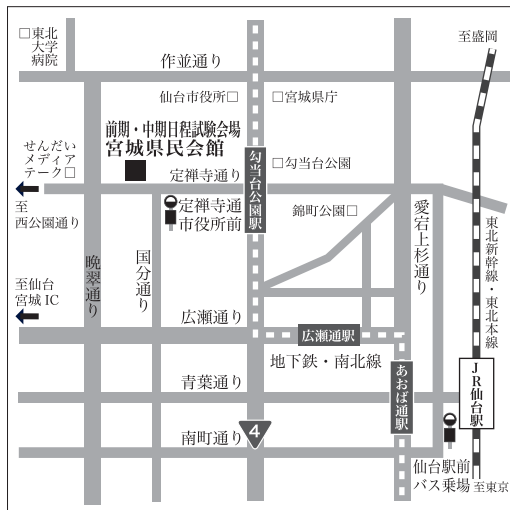 □東北
大学
病院
至盛岡
作並通り
仙台市役所□
□宮城県庁
前期・中期日程試験会場
宮城県民会館
せんだい
メディア
テーク□
定禅寺通り
□勾当台公園
勾当台公園駅
至
西公園通り
定禅寺通
市役所前
錦町公園□
愛宕上杉通り
東北新幹線・東北本線
晩翠通り
国分通り
至仙台
宮城 IC
広瀬通り
広瀬通駅
地下鉄・南北線
あおば通駅
JR仙台駅
青葉通り
4
南町通り
仙台駅前
バス乗場
至東京